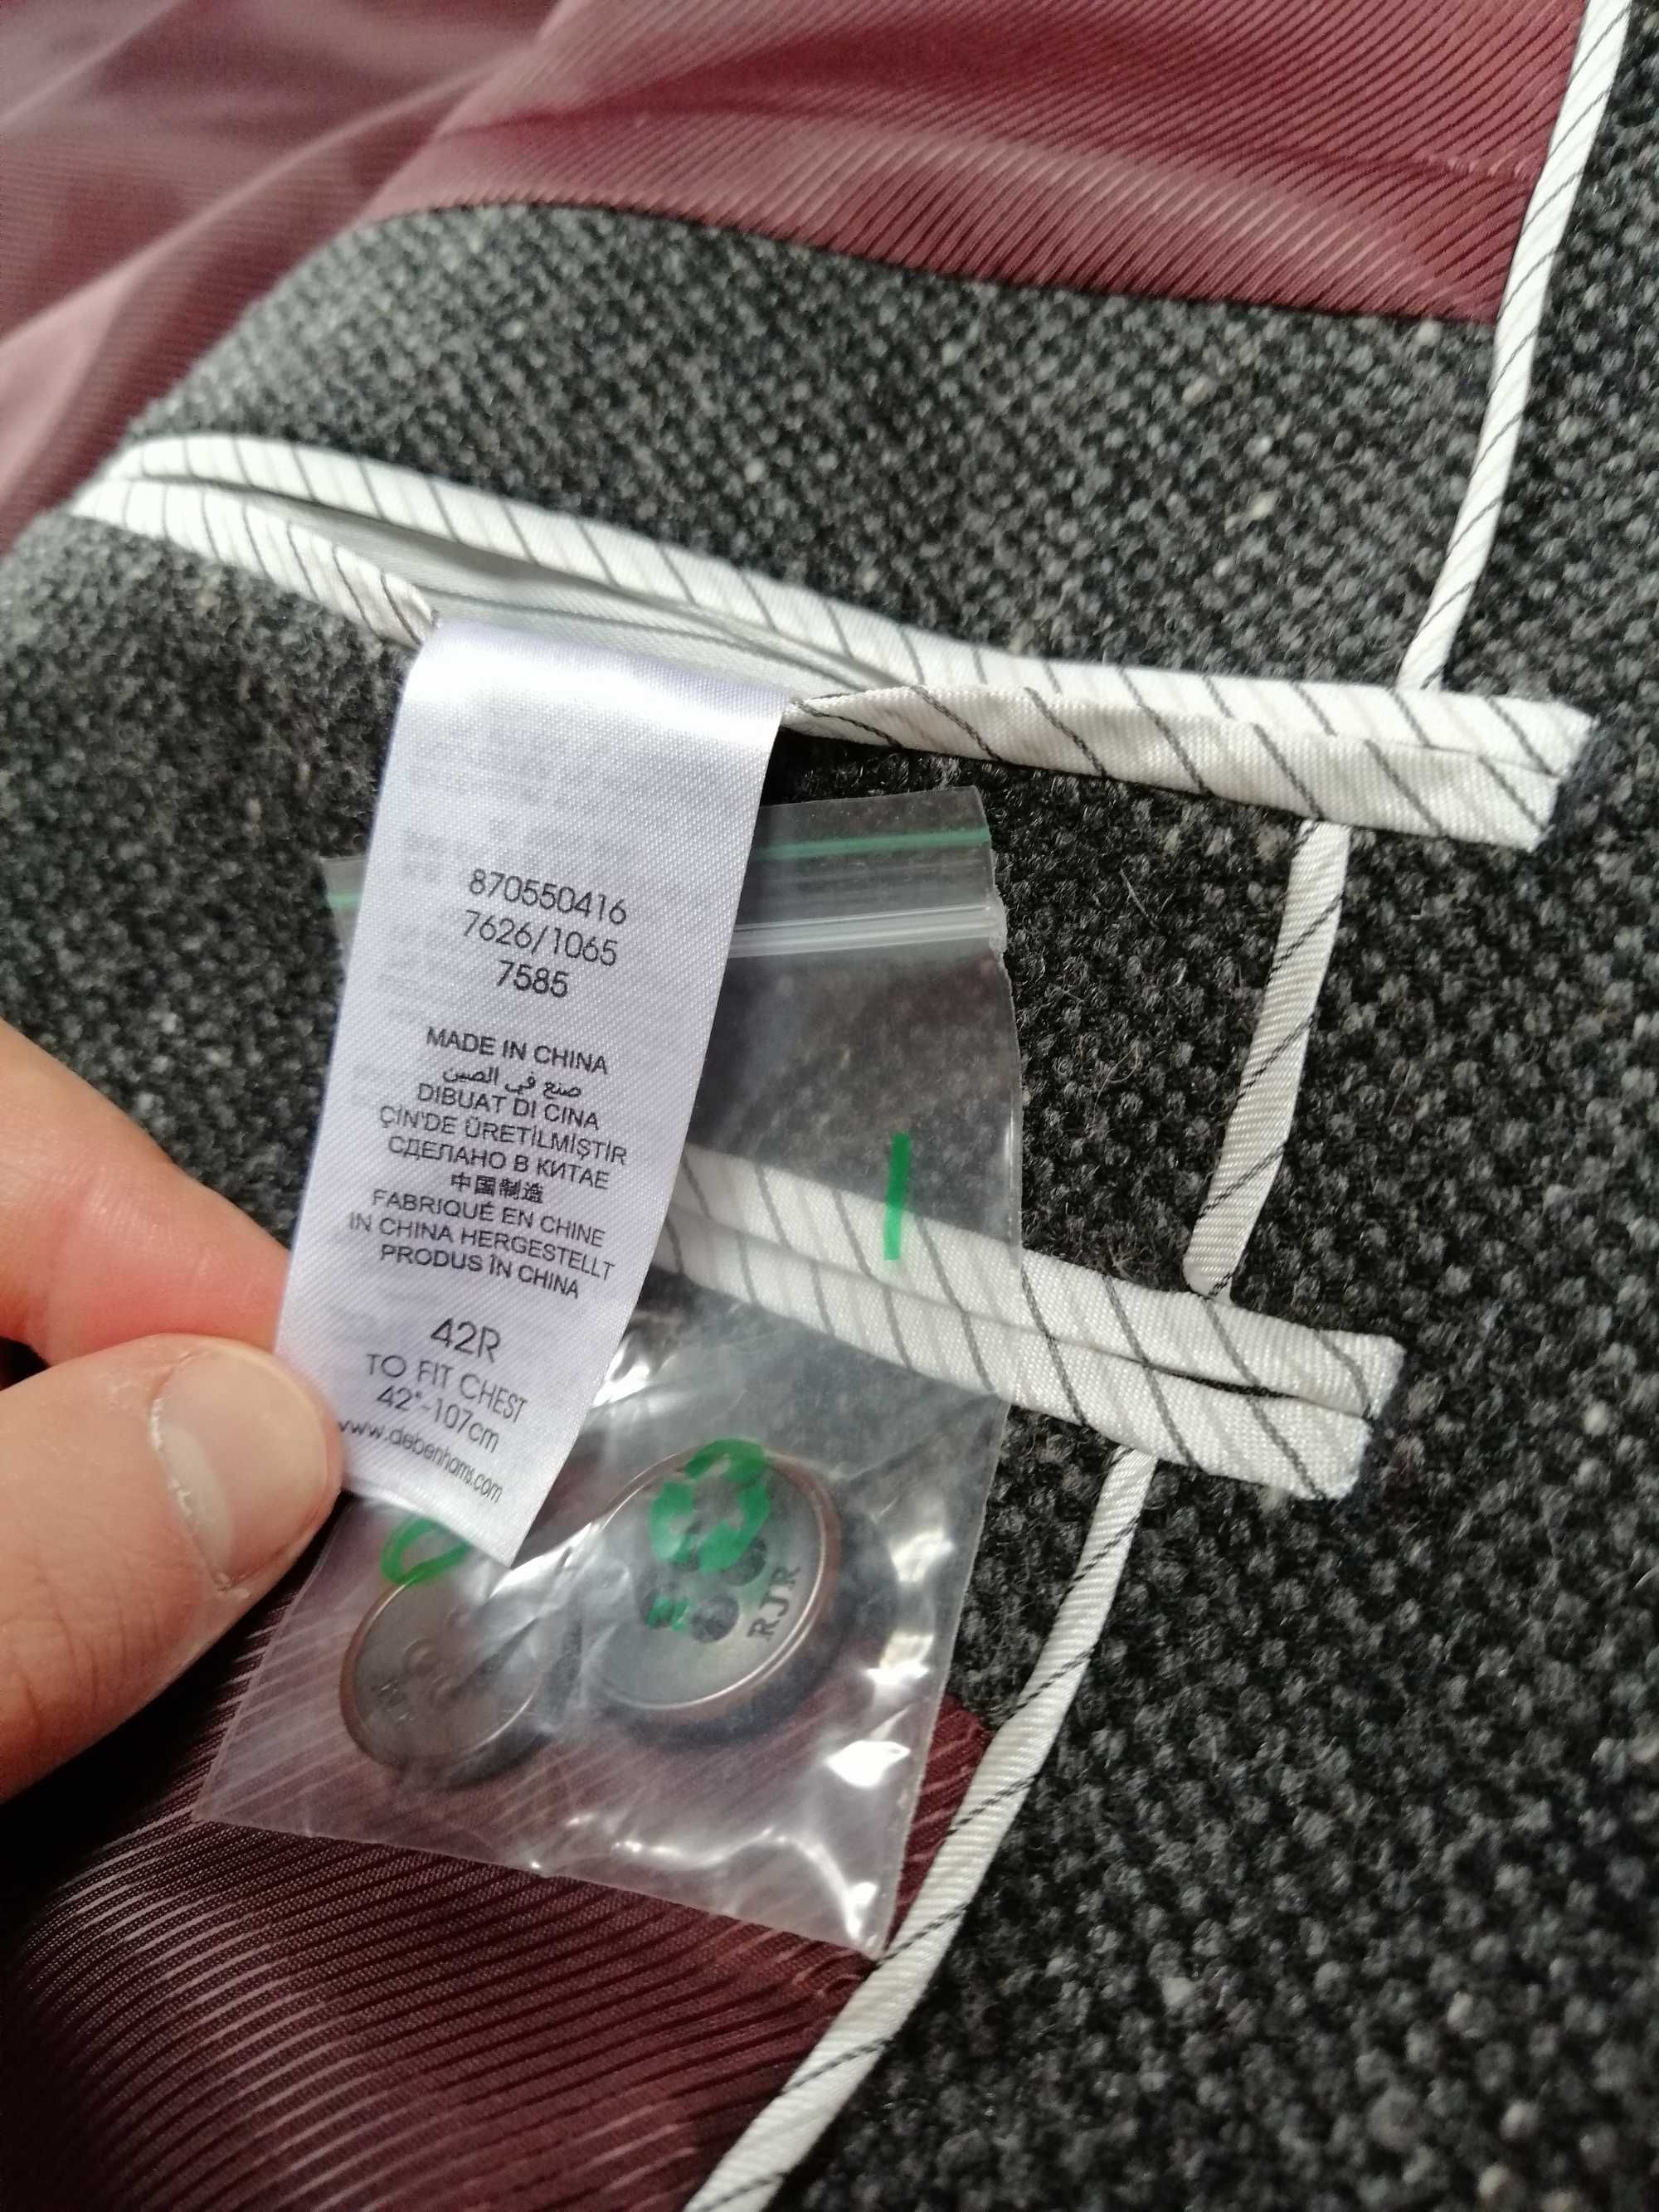 870550416
7626/1065
7585
MADE IN CHINA
صنع في الصين
DIBUAT DI CINA
ÇİN'DE ÜRETİLMİŞTİR
СДЕЛАНО В КИТАЕ
中国制造
FABRIQUÉ EN CHINE
IN CHINA HERGESTELLT
PRODUS ÎN CHINA
42R
TO FIT CHEST
42"-107cm
www.debenhams.com
RJR